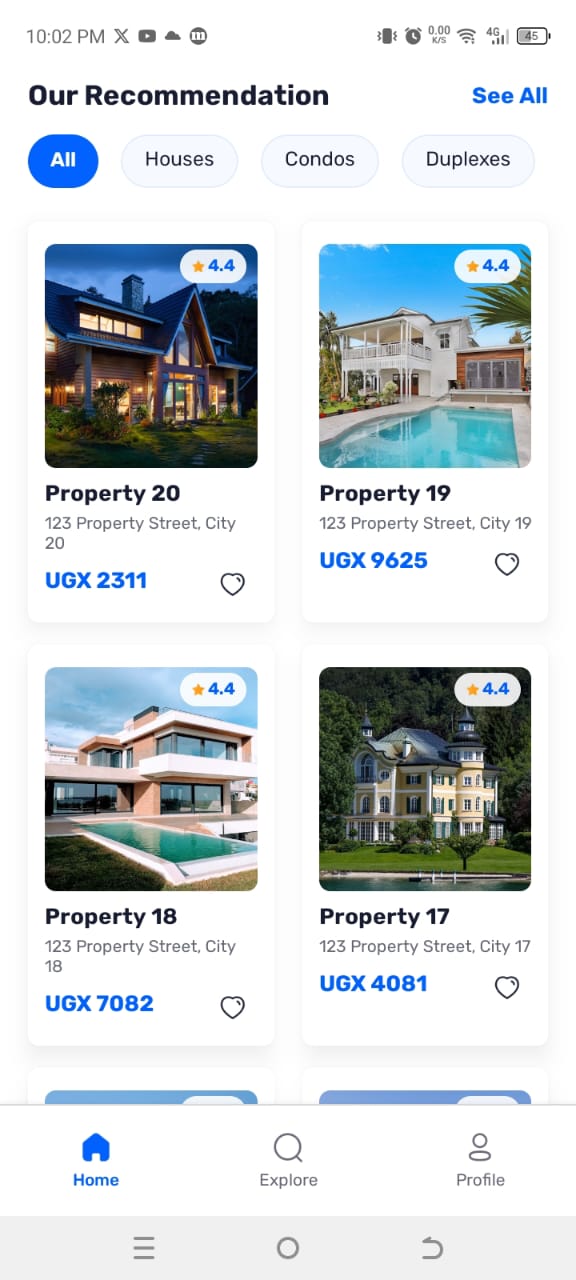 10:02 PM 0.00 K/S 4G 45
Our Recommendation See All
All Houses Condos Duplexes
4.4 4.4
Property 20 Property 19
123 Property Street, City 123 Property Street, City 19
20
UGX 2311 UGX 9625
4.4 4.4
Property 18 Property 17
123 Property Street, City 123 Property Street, City 17
18
UGX 7082 UGX 4081
Home Explore Profile